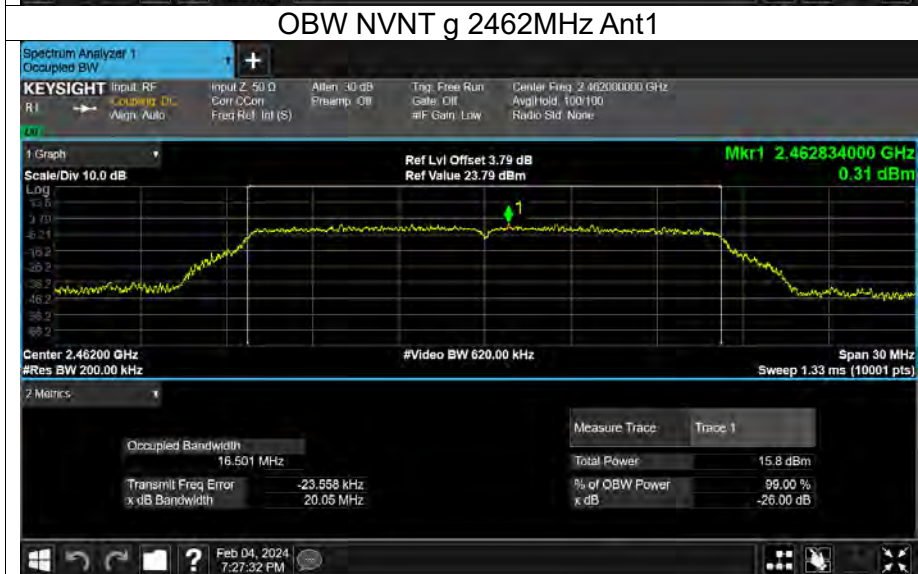 OBW NVNT g 2462MHz Ant1
Spectrum Analyzer 1
Occupied BW
+
KEYSIGHT Input: RF Input Z: 50 Ω Atten: 30 dB Trig: Free Run Center Freq: 2.462000000 GHz
Coupling: DC Corr CCorr Preamp: Off Gate: Off Avg|Hold: 100/100
Align: Auto Freq Ref: Int (S) #IF Gain: Low Radio Std: None
1 Graph Ref Lvl Offset 3.79 dB Mkr1 2.462834000 GHz
Scale/Div 10.0 dB Ref Value 23.79 dBm 0.31 dBm
Log
1
Center 2.46200 GHz #Video BW 620.00 kHz Span 30 MHz
#Res BW 200.00 kHz Sweep 1.33 ms (10001 pts)
2 Metrics
Measure Trace Trace 1
Occupied Bandwidth
16.501 MHz Total Power 15.8 dBm
Transmit Freq Error -23.558 kHz % of OBW Power 99.00 %
x dB Bandwidth 20.05 MHz x dB -26.00 dB
? Feb 04, 2024
7:27:32 PM